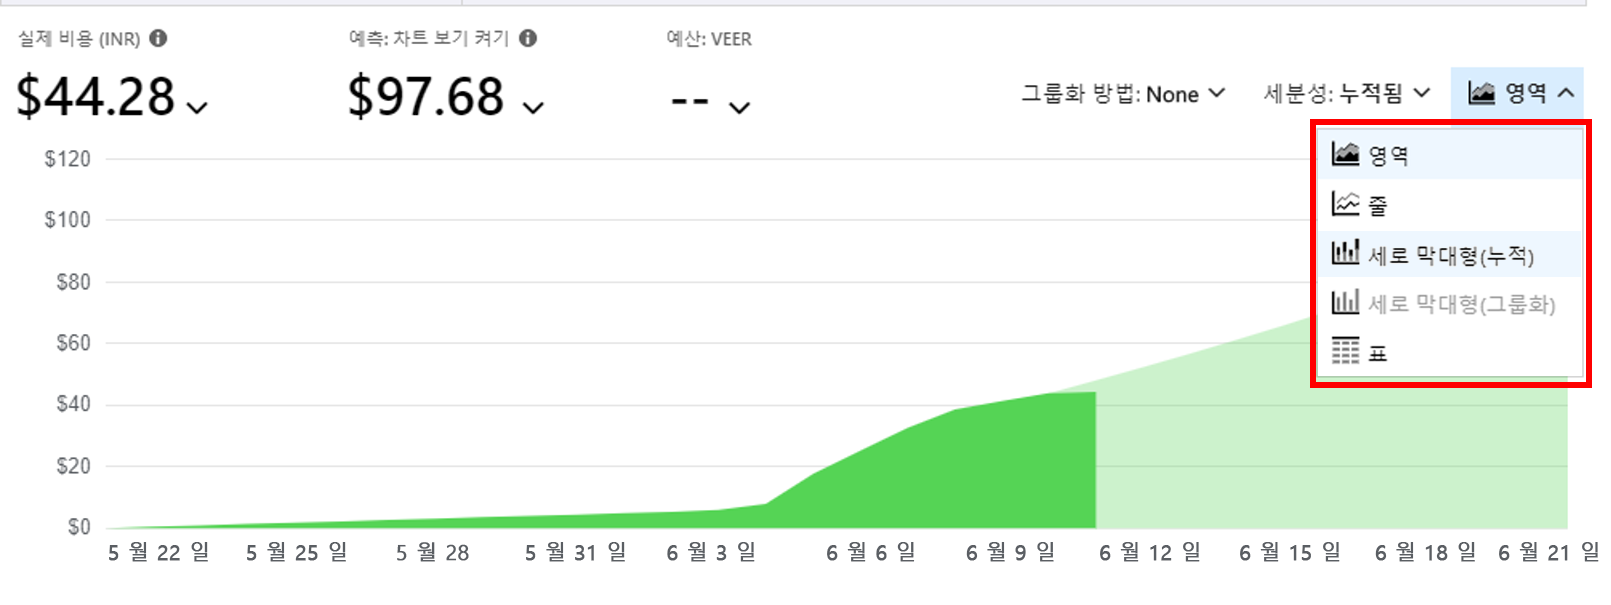 실제 비용 (INR)
예측: 차트 보기 켜기
예산: VEER
$44.28
$97.68
--
그룹화 방법: None
세분성: 누적됨
영역
영역
줄
세로 막대형(누적)
세로 막대형(그룹화)
표
$120
$100
$80
$60
$40
$20
$0
5 월 22 일
5 월 25 일
5 월 28
5 월 31 일
6 월 3 일
6 월 6 일
6 월 9 일
6 월 12 일
6 월 15 일
6 월 18 일
6 월 21 일